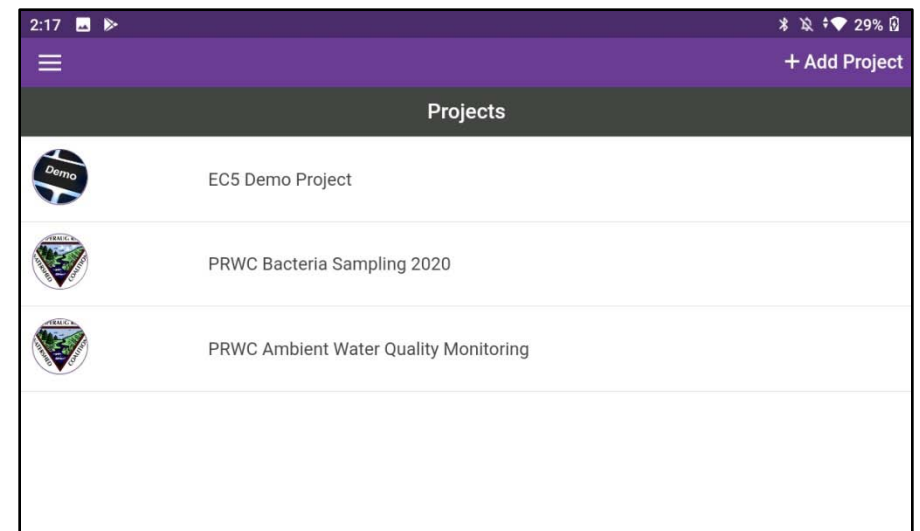 2:17 29%
+ Add Project
Projects
Demo
EC5 Demo Project
PRWC Bacteria Sampling 2020
PRWC Ambient Water Quality Monitoring